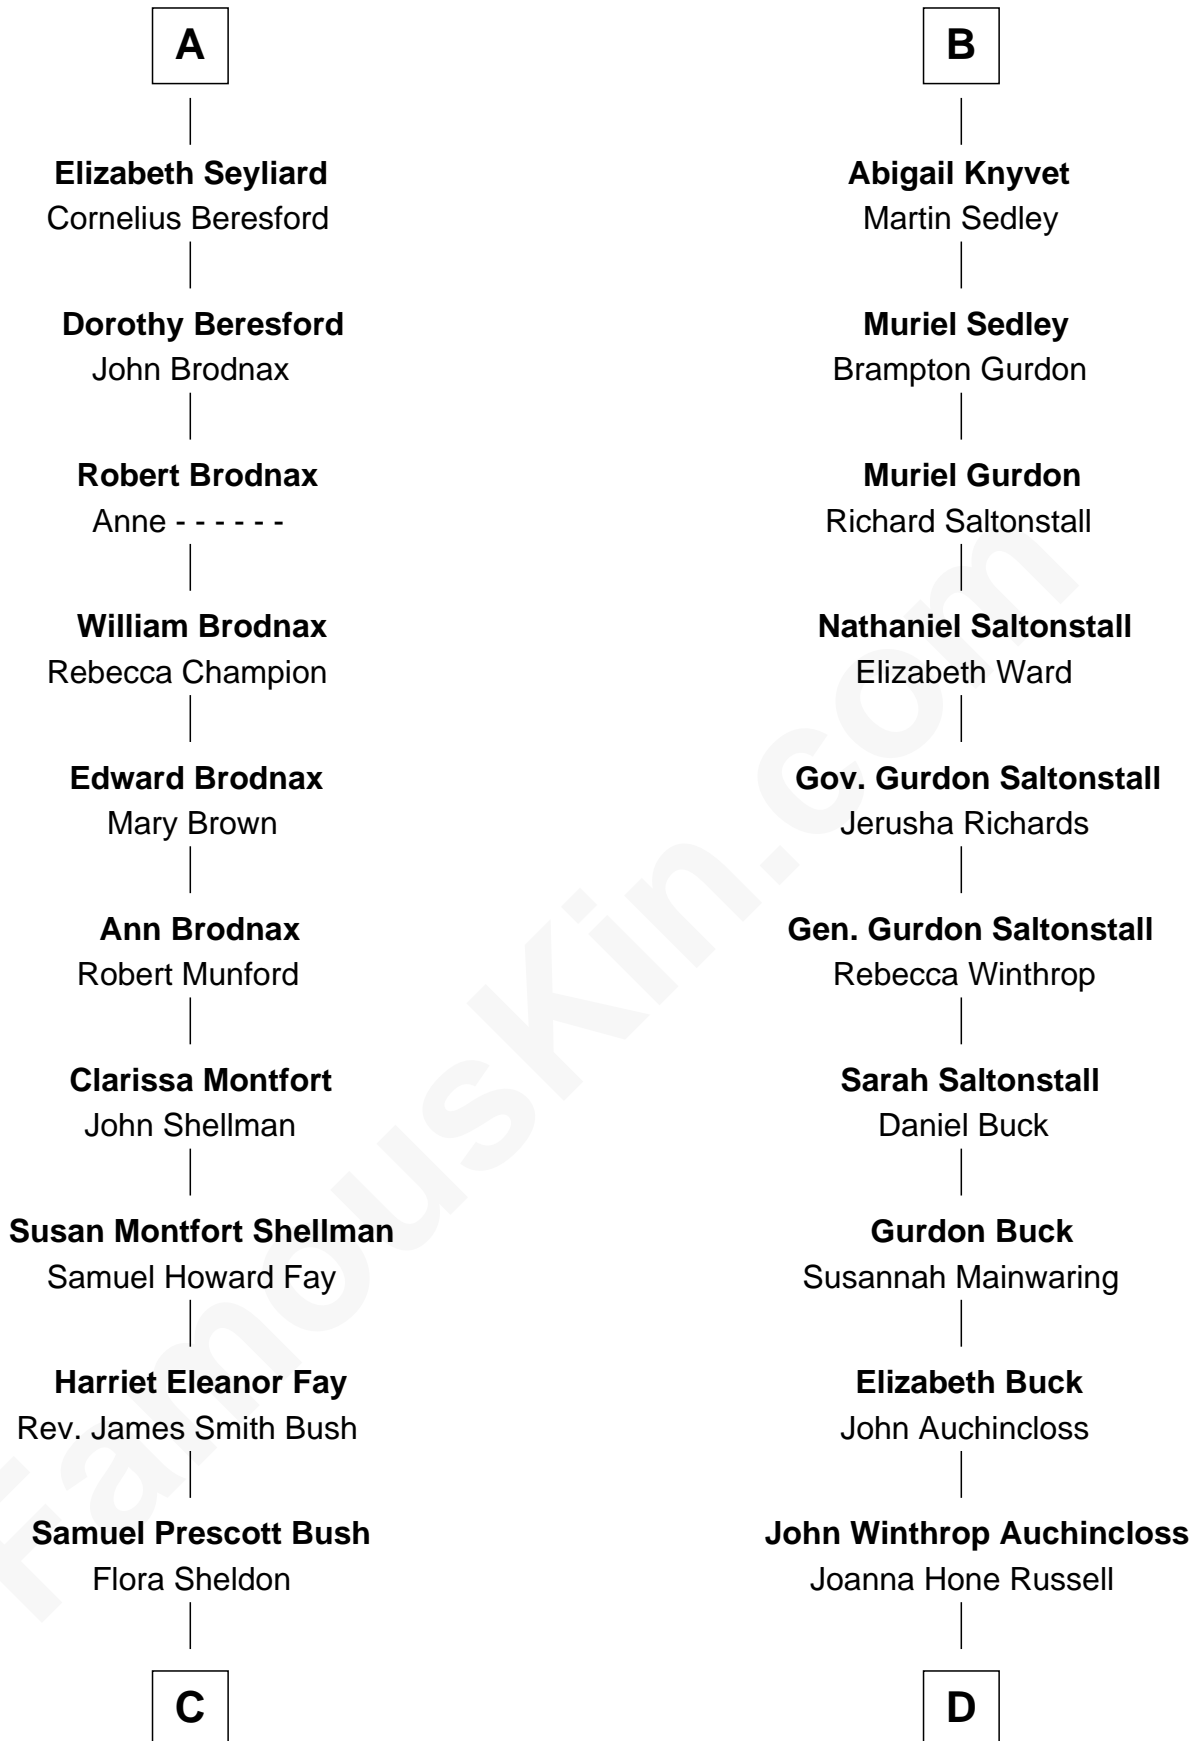 A
Elizabeth Seyliard
Cornelius Beresford
Dorothy Beresford
John Brodnax
Robert Brodnax
Anne - - - - - -
William Brodnax
Rebecca Champion
Edward Brodnax
Mary Brown
Ann Brodnax
Robert Munford
Clarissa Montfort
John Shellman
Susan Montfort Shellman
Samuel Howard Fay
Harriet Eleanor Fay
Rev. James Smith Bush
Samuel Prescott Bush
Flora Sheldon
C
B
Abigail Knyvet
Martin Sedley
Muriel Sedley
Brampton Gurdon
Muriel Gurdon
Richard Saltonstall
Nathaniel Saltonstall
Elizabeth Ward
Gov. Gurdon Saltonstall
Jerusha Richards
Gen. Gurdon Saltonstall
Rebecca Winthrop
Sarah Saltonstall
Daniel Buck
Gurdon Buck
Susannah Mainwaring
Elizabeth Buck
John Auchincloss
John Winthrop Auchincloss
Joanna Hone Russell
D
FamousKin.com